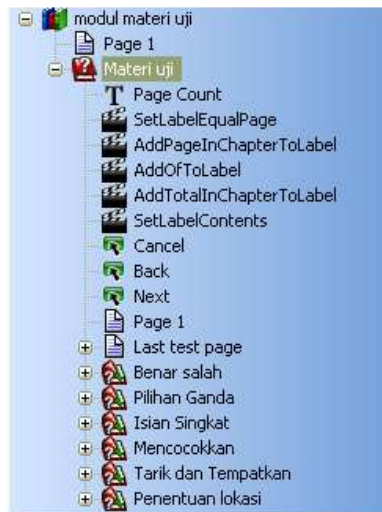 modul materi uji
Page 1
Materi uji
Page Count
SetLabelEqualPage
AddPageInChapterToLabel
AddOfToLabel
AddTotalInChapterToLabel
SetLabelContents
Cancel
Back
Next
Page 1
Last test page
Benar salah
Pilihan Ganda
Isian Singkat
Mencocokkan
Tarik dan Tempatkan
Penentuan lokasi